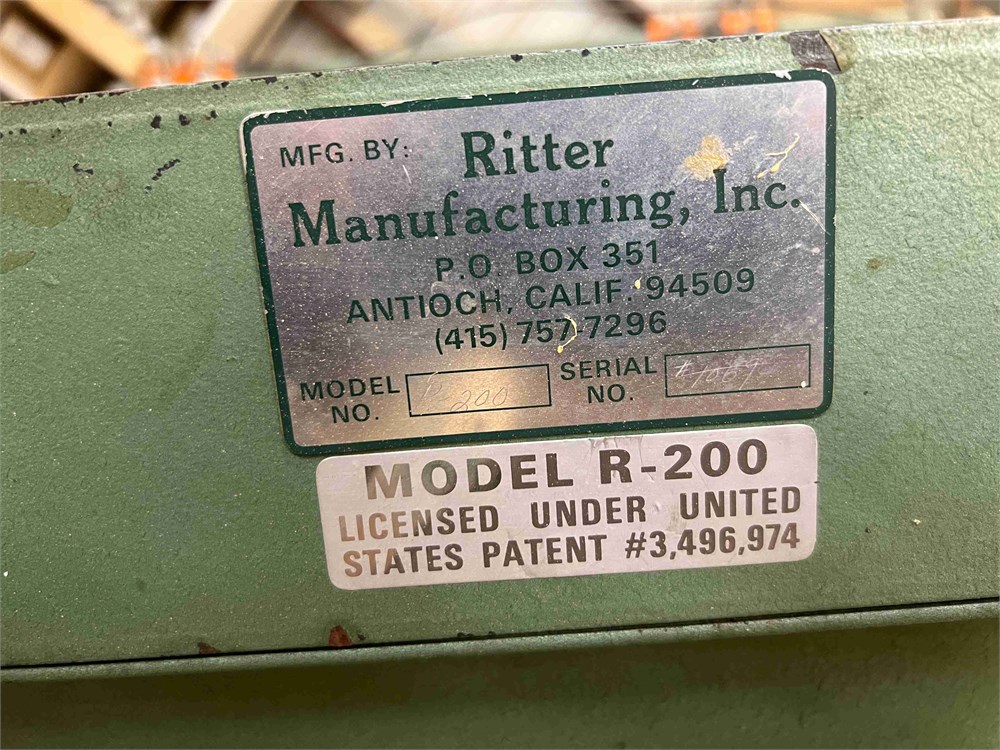 MFG. BY: Ritter
Manufacturing, Inc.
P.O. BOX 351
ANTIOCH, CALIF. 94509
(415) 757-7296
MODEL NO. R-200
SERIAL NO.
MODEL R-200
LICENSED UNDER UNITED
STATES PATENT #3,496,974